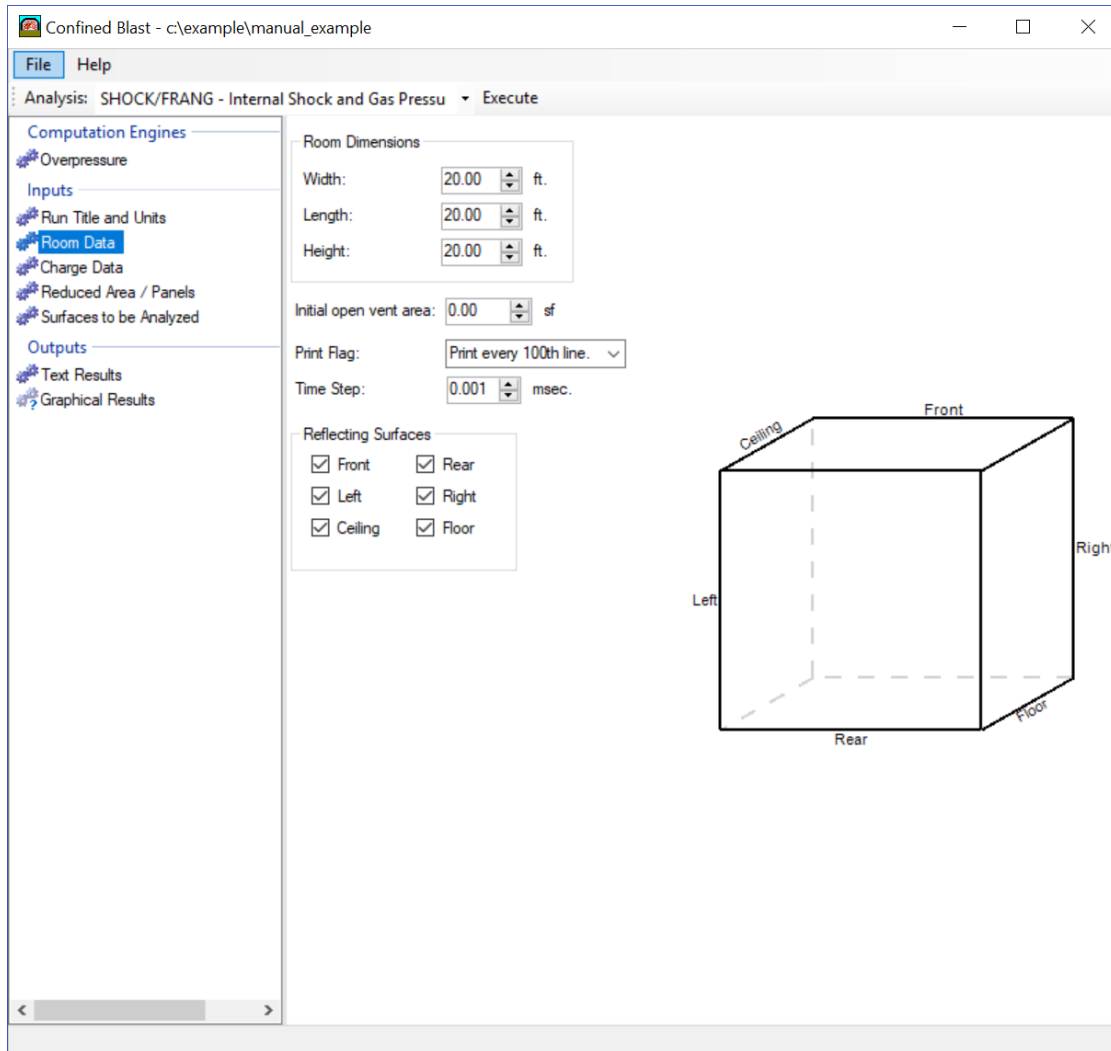 Confined Blast - c:\example\manual_example
File Help
Analysis: SHOCK/FRANG - Internal Shock and Gas Pressu Execute
Computation Engines
Overpressure
Inputs
Run Title and Units
Room Data
Charge Data
Reduced Area / Panels
Surfaces to be Analyzed
Outputs
Text Results
?
Graphical Results
Room Dimensions
Width: 20.00 ft.
Length: 20.00 ft.
Height: 20.00 ft.
Initial open vent area: 0.00 sf
Print Flag: Print every 100th line.
Time Step: 0.001 msec.
Reflecting Surfaces
Front Rear
Left Right
Ceiling Floor
Front
Ceiling
Righ
Left
Floor
Rear